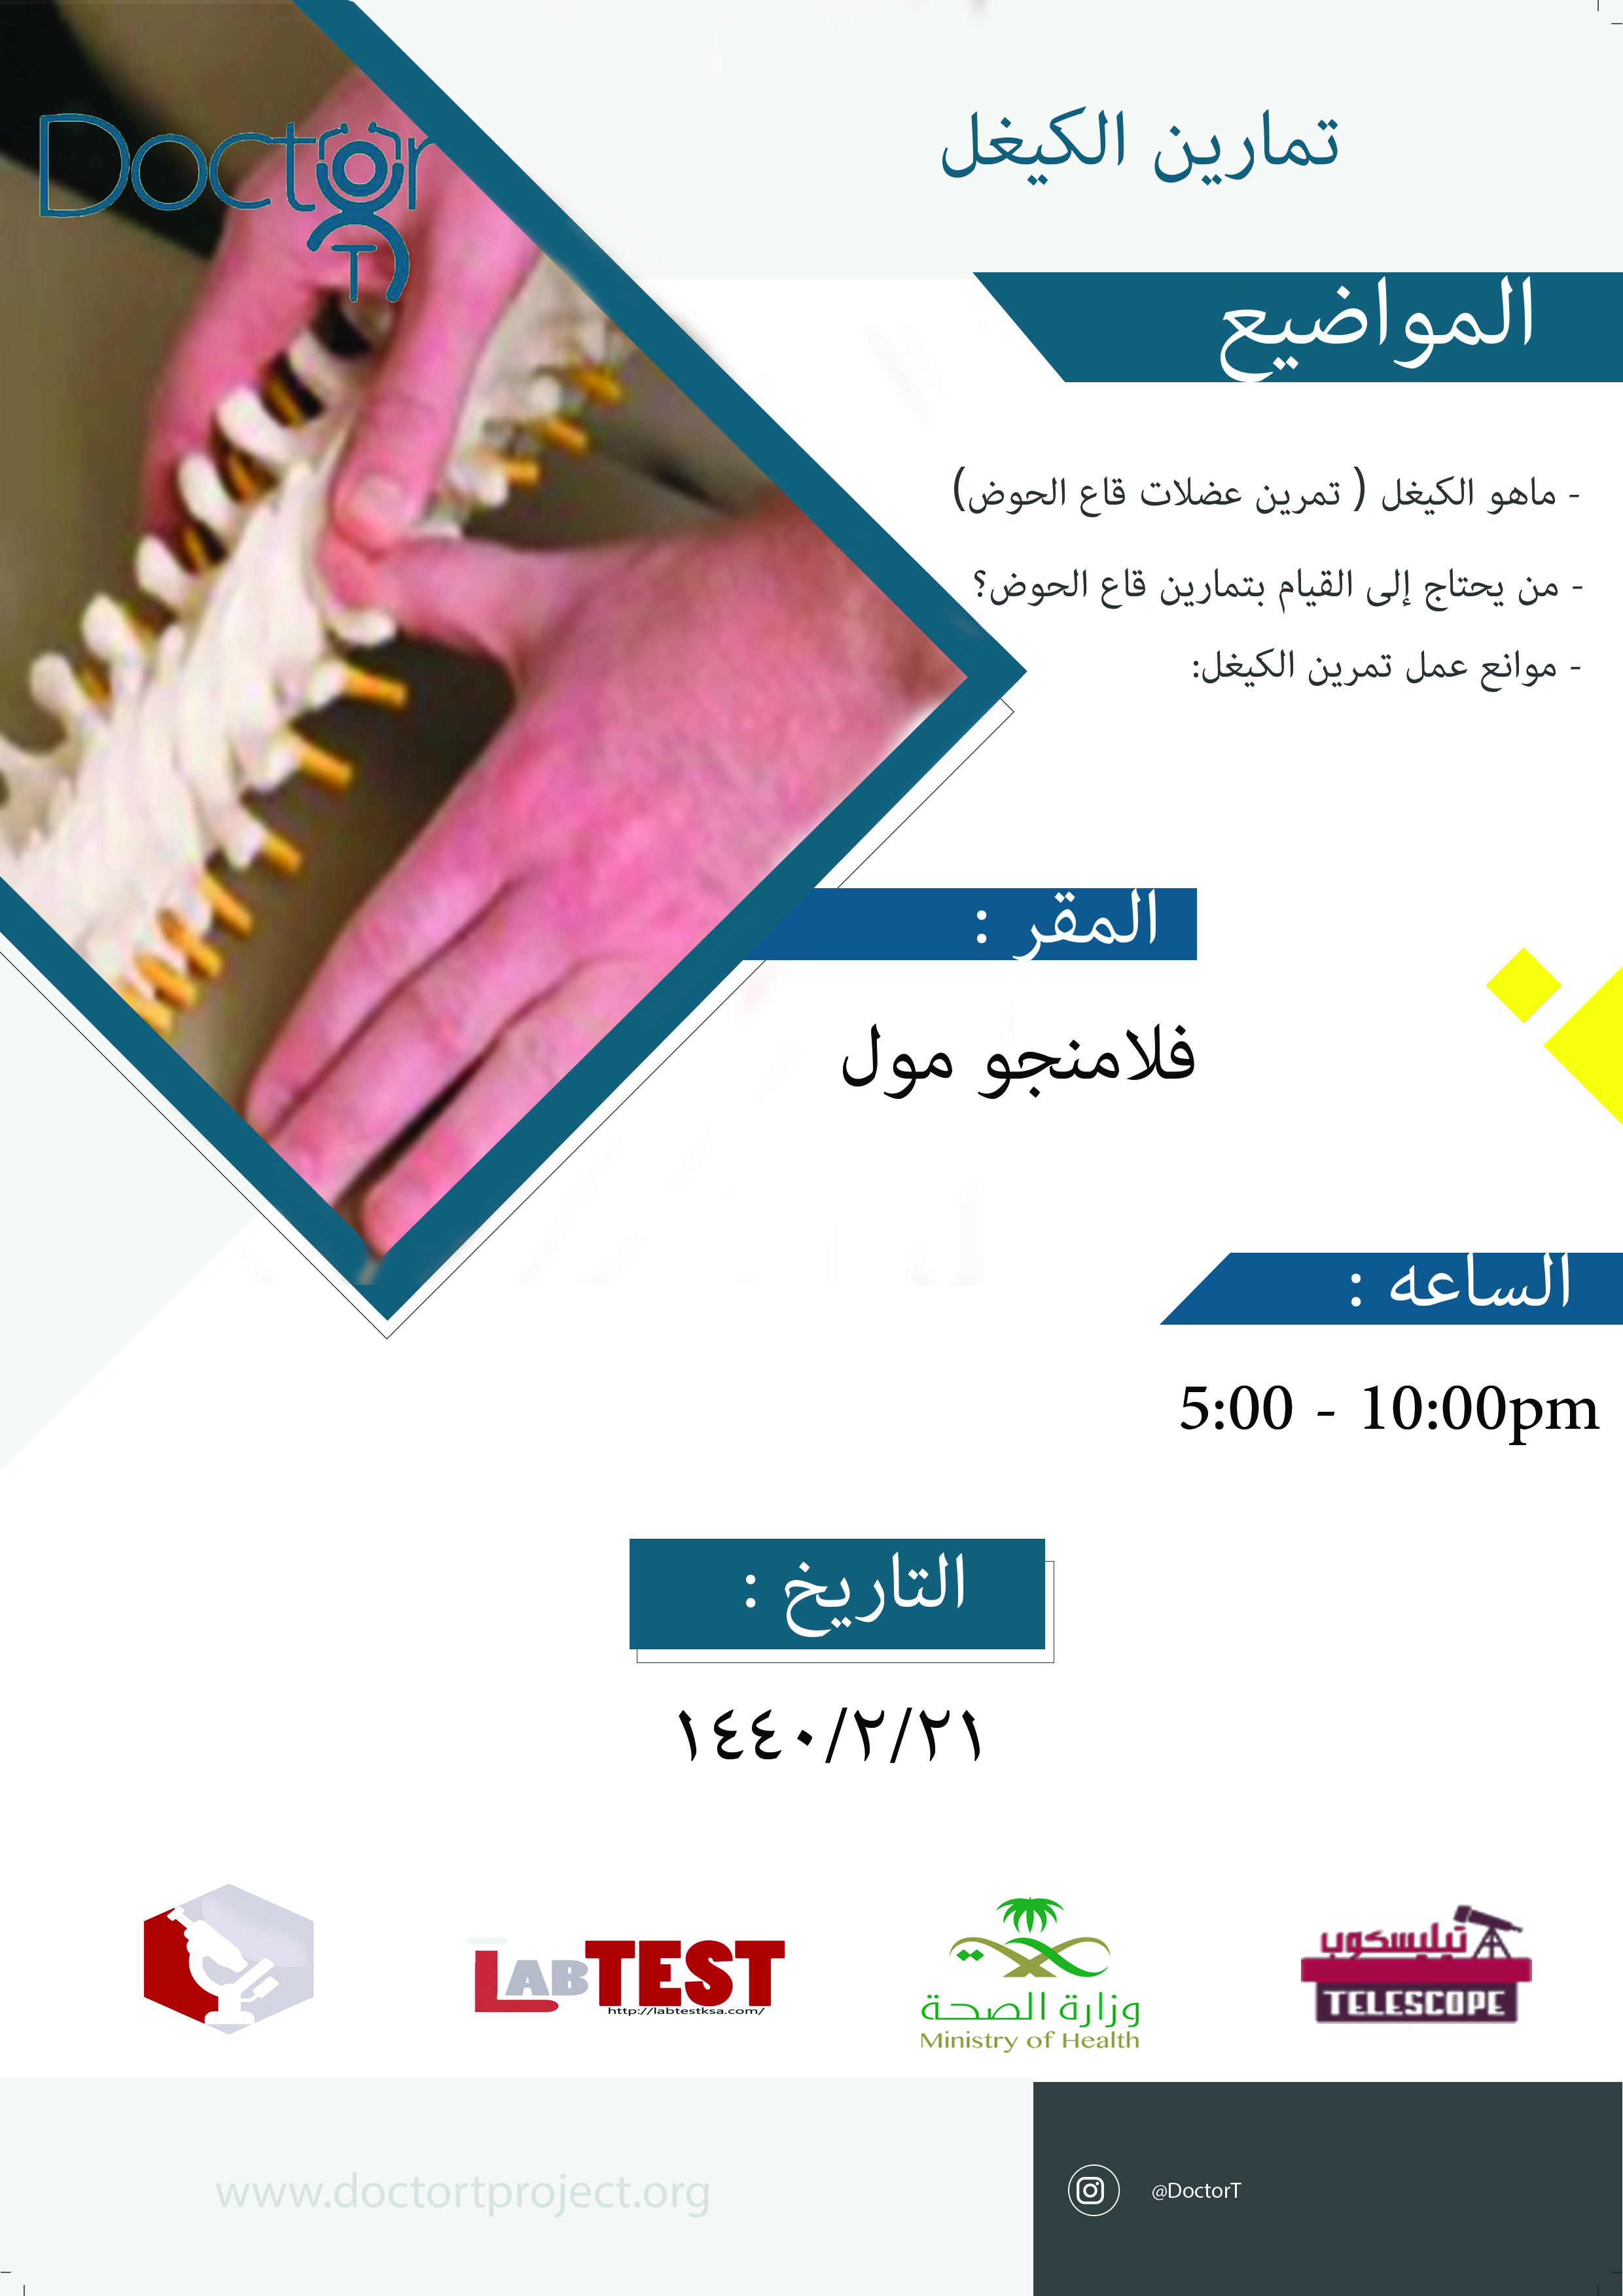 Doctor
T
تمارين الكيغل
المواضيع
- ماهو الكيغل ( تمرين عضلات قاع الحوض)
- من يحتاج إلى القيام بتمارين قاع الحوض؟
- موانع عمل تمرين الكيغل:
المقر :
فلامنجو مول
الساعه :
5:00 - 10:00pm
التاريخ :
١٤٤٠/٢/٢١
LABTEST
http://labtestksa.com/
وزارة الصحة
Ministry of Health
تيليسكوب
TELESCOPE
www.doctortproject.org
@DoctorT